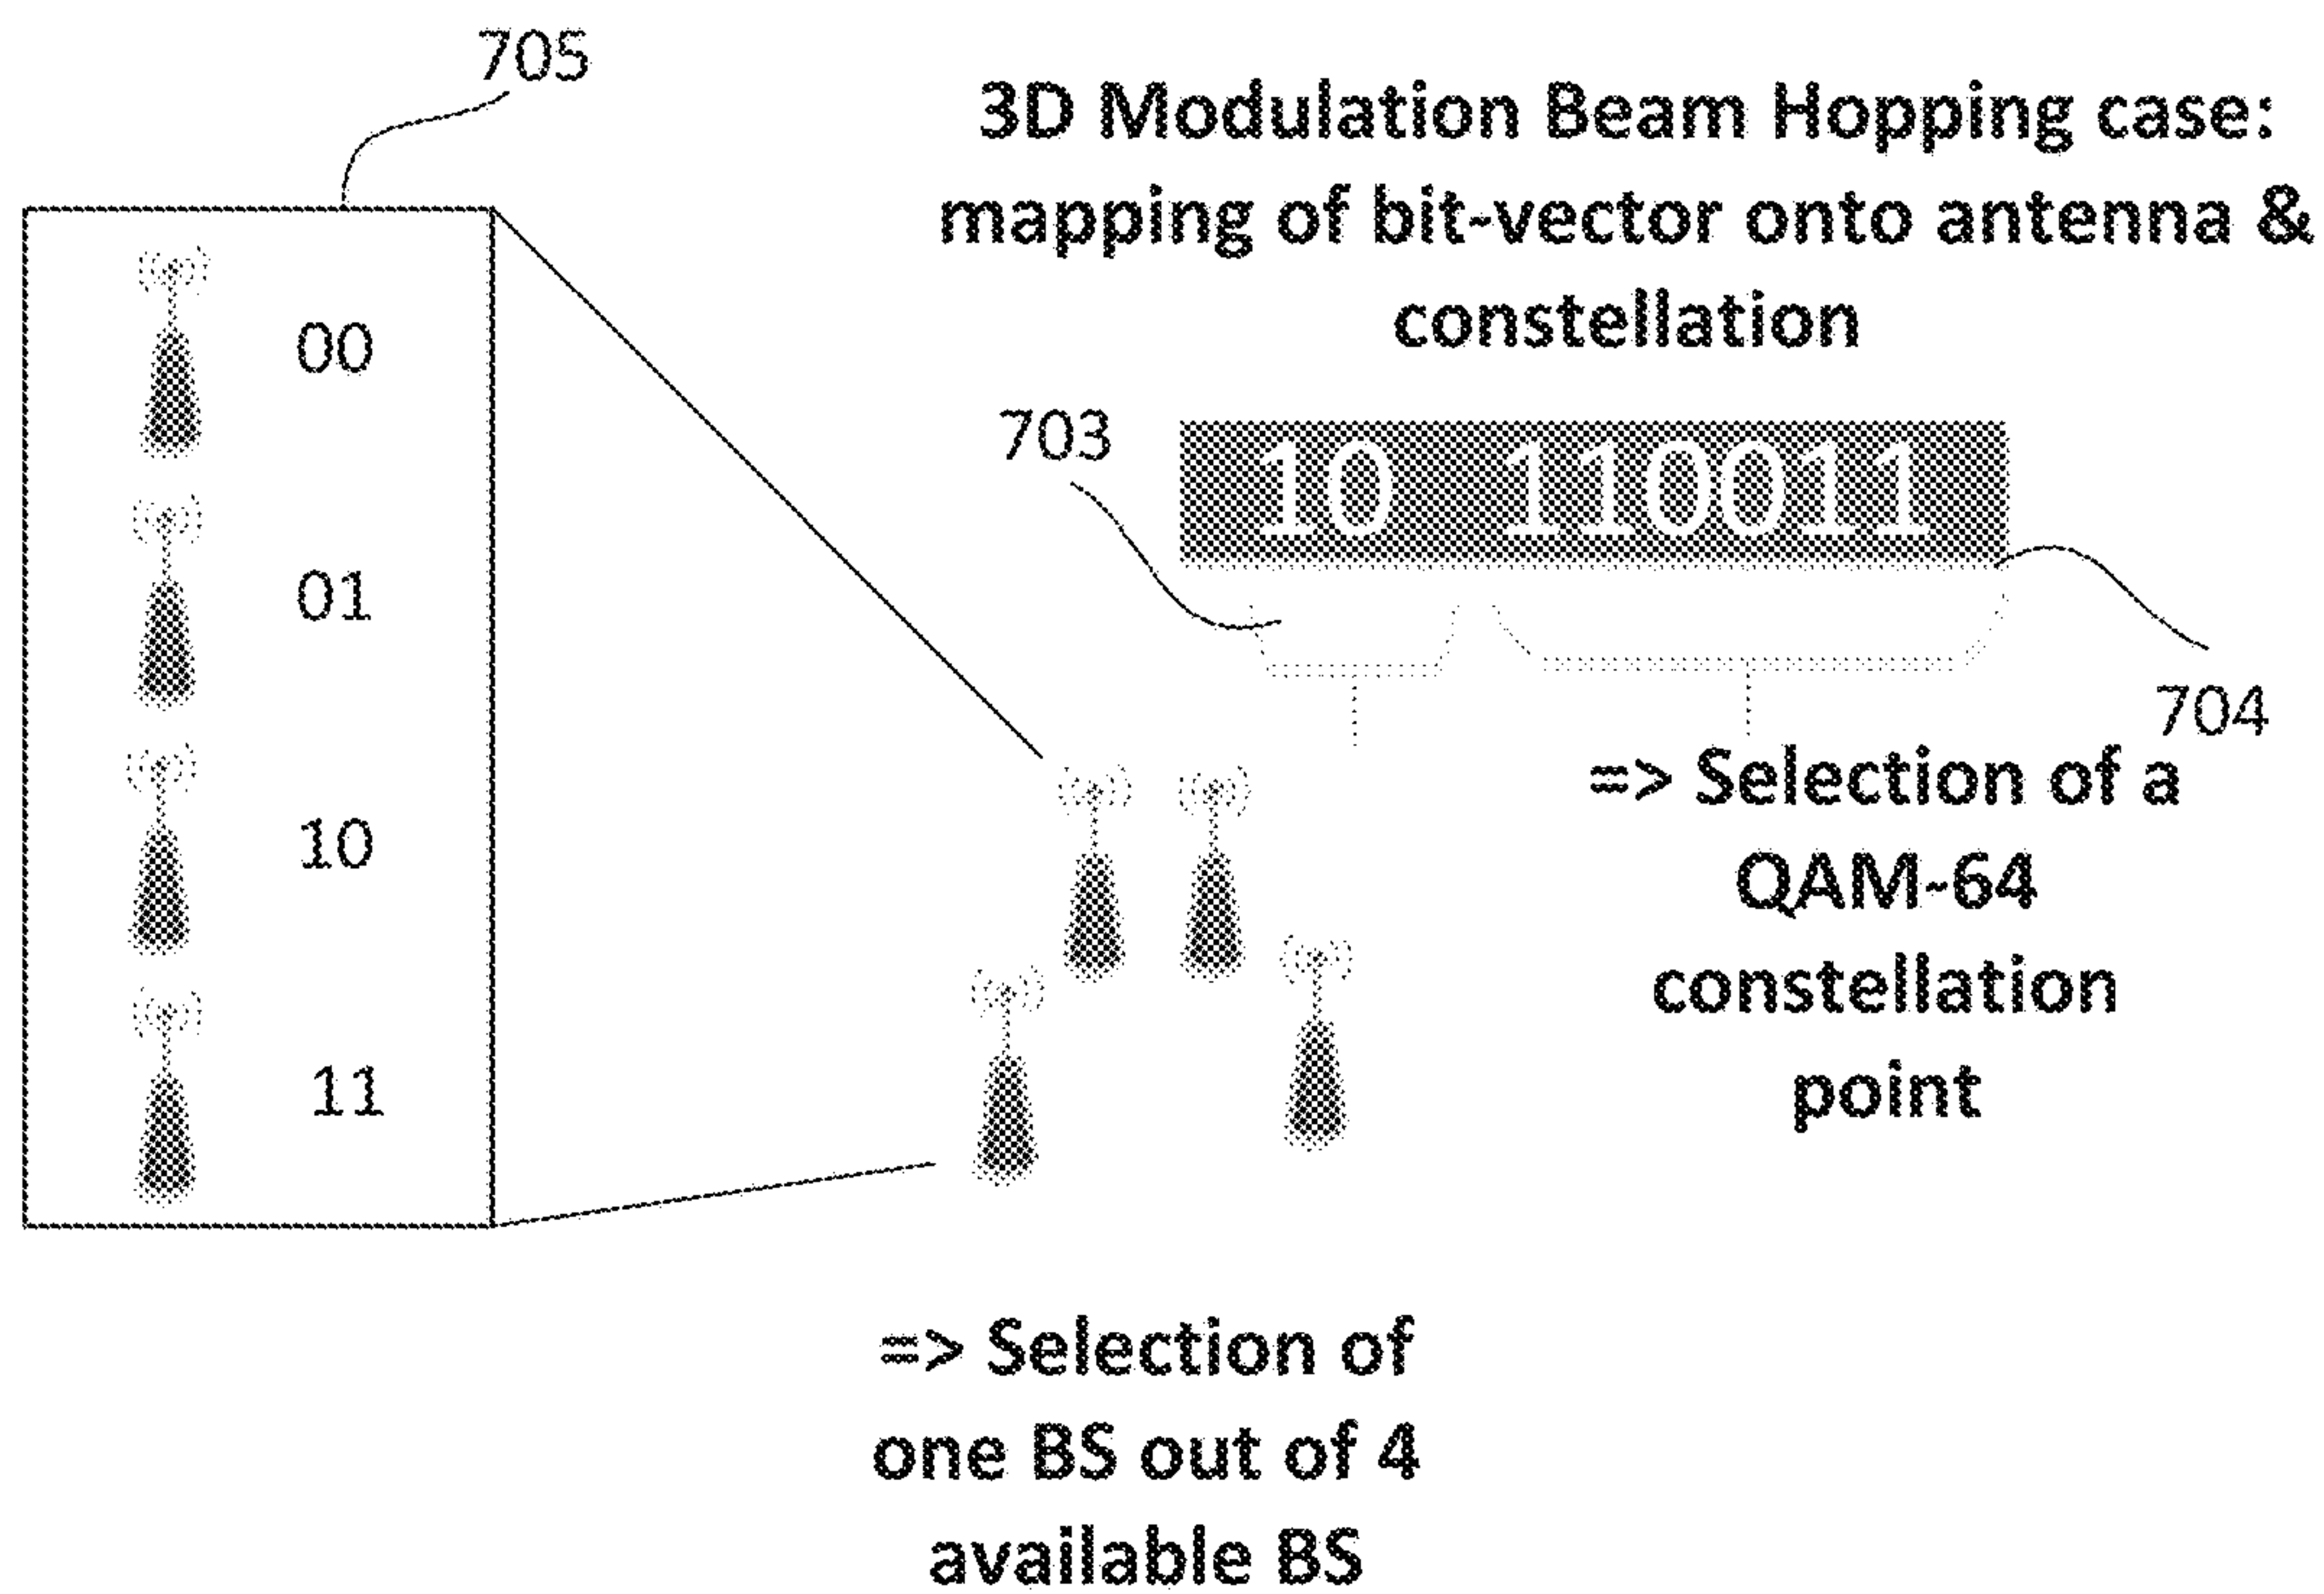 705
3D Modulation Beam Hopping case:
mapping of bit-vector onto antenna &
constellation
00
01
10
11
703
10 110011
704
=> Selection of a
QAM-64
constellation
point
=> Selection of
one BS out of 4
available BS